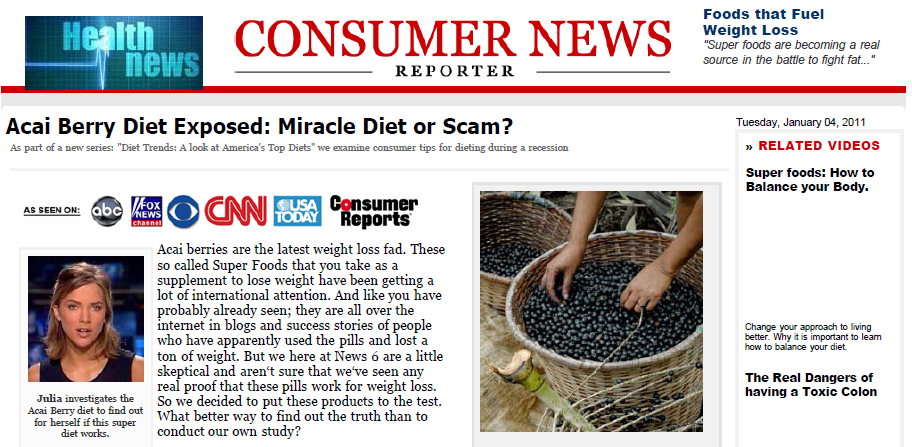 Health
news
CONSUMER NEWS
REPORTER
Foods that Fuel
Weight Loss
"Super foods are becoming a real
source in the battle to fight fat..."
Acai Berry Diet Exposed: Miracle Diet or Scam?
As part of a new series: "Diet Trends: A look at America's Top Diets" we examine consumer tips for dieting during a recession
AS SEEN ON:
abc
FOX
NEWS
channel
CNN
USA
TODAY
Consumer
Reports
Julia investigates the
Acai Berry diet to find out
for herself if this super
diet works.
Acai berries are the latest weight loss fad. These
so called Super Foods that you take as a
supplement to lose weight have been getting a
lot of international attention. And like you have
probably already seen; they are all over the
internet in blogs and success stories of people
who have apparently used the pills and lost a
ton of weight. But we here at News 6 are a little
skeptical and aren't sure that we've seen any
real proof that these pills work for weight loss.
So we decided to put these products to the test.
What better way to find out the truth than to
conduct our own study?
Tuesday, January 04, 2011
» RELATED VIDEOS
Super foods: How to
Balance your Body.
Change your approach to living
better. Why it is important to learn
how to balance your diet.
The Real Dangers of
having a Toxic Colon